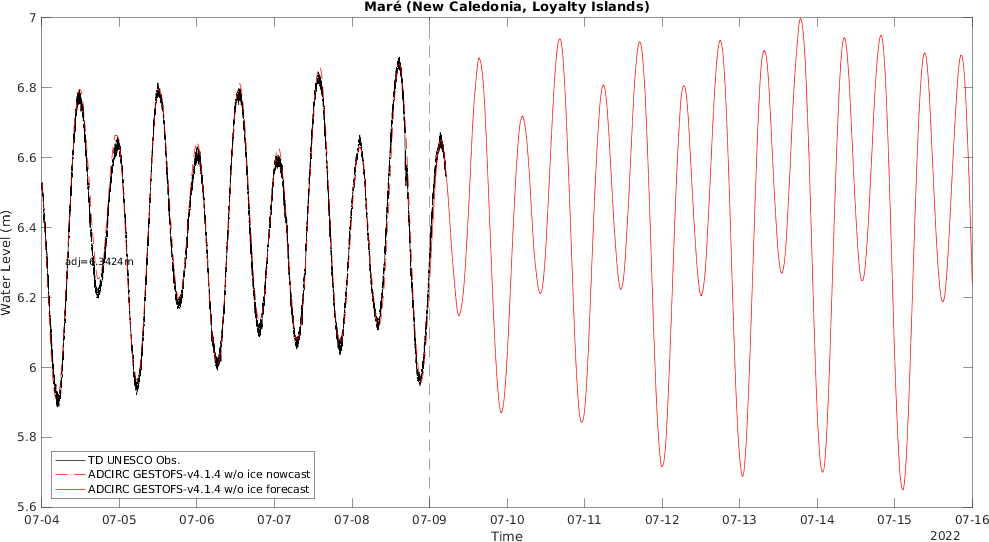 Maré (New Caledonia, Loyalty Islands)
Water Level (m)
7
6.8
6.6
6.4
6.2
6
5.8
5.6
adj=6.3424m
TD UNESCO Obs.
ADCIRC GESTOFS-v4.1.4 w/o ice nowcast
ADCIRC GESTOFS-v4.1.4 w/o ice forecast
07-04 07-05 07-06 07-07 07-08 07-09 07-10 07-11 07-12 07-13 07-14 07-15 07-16
Time
2022